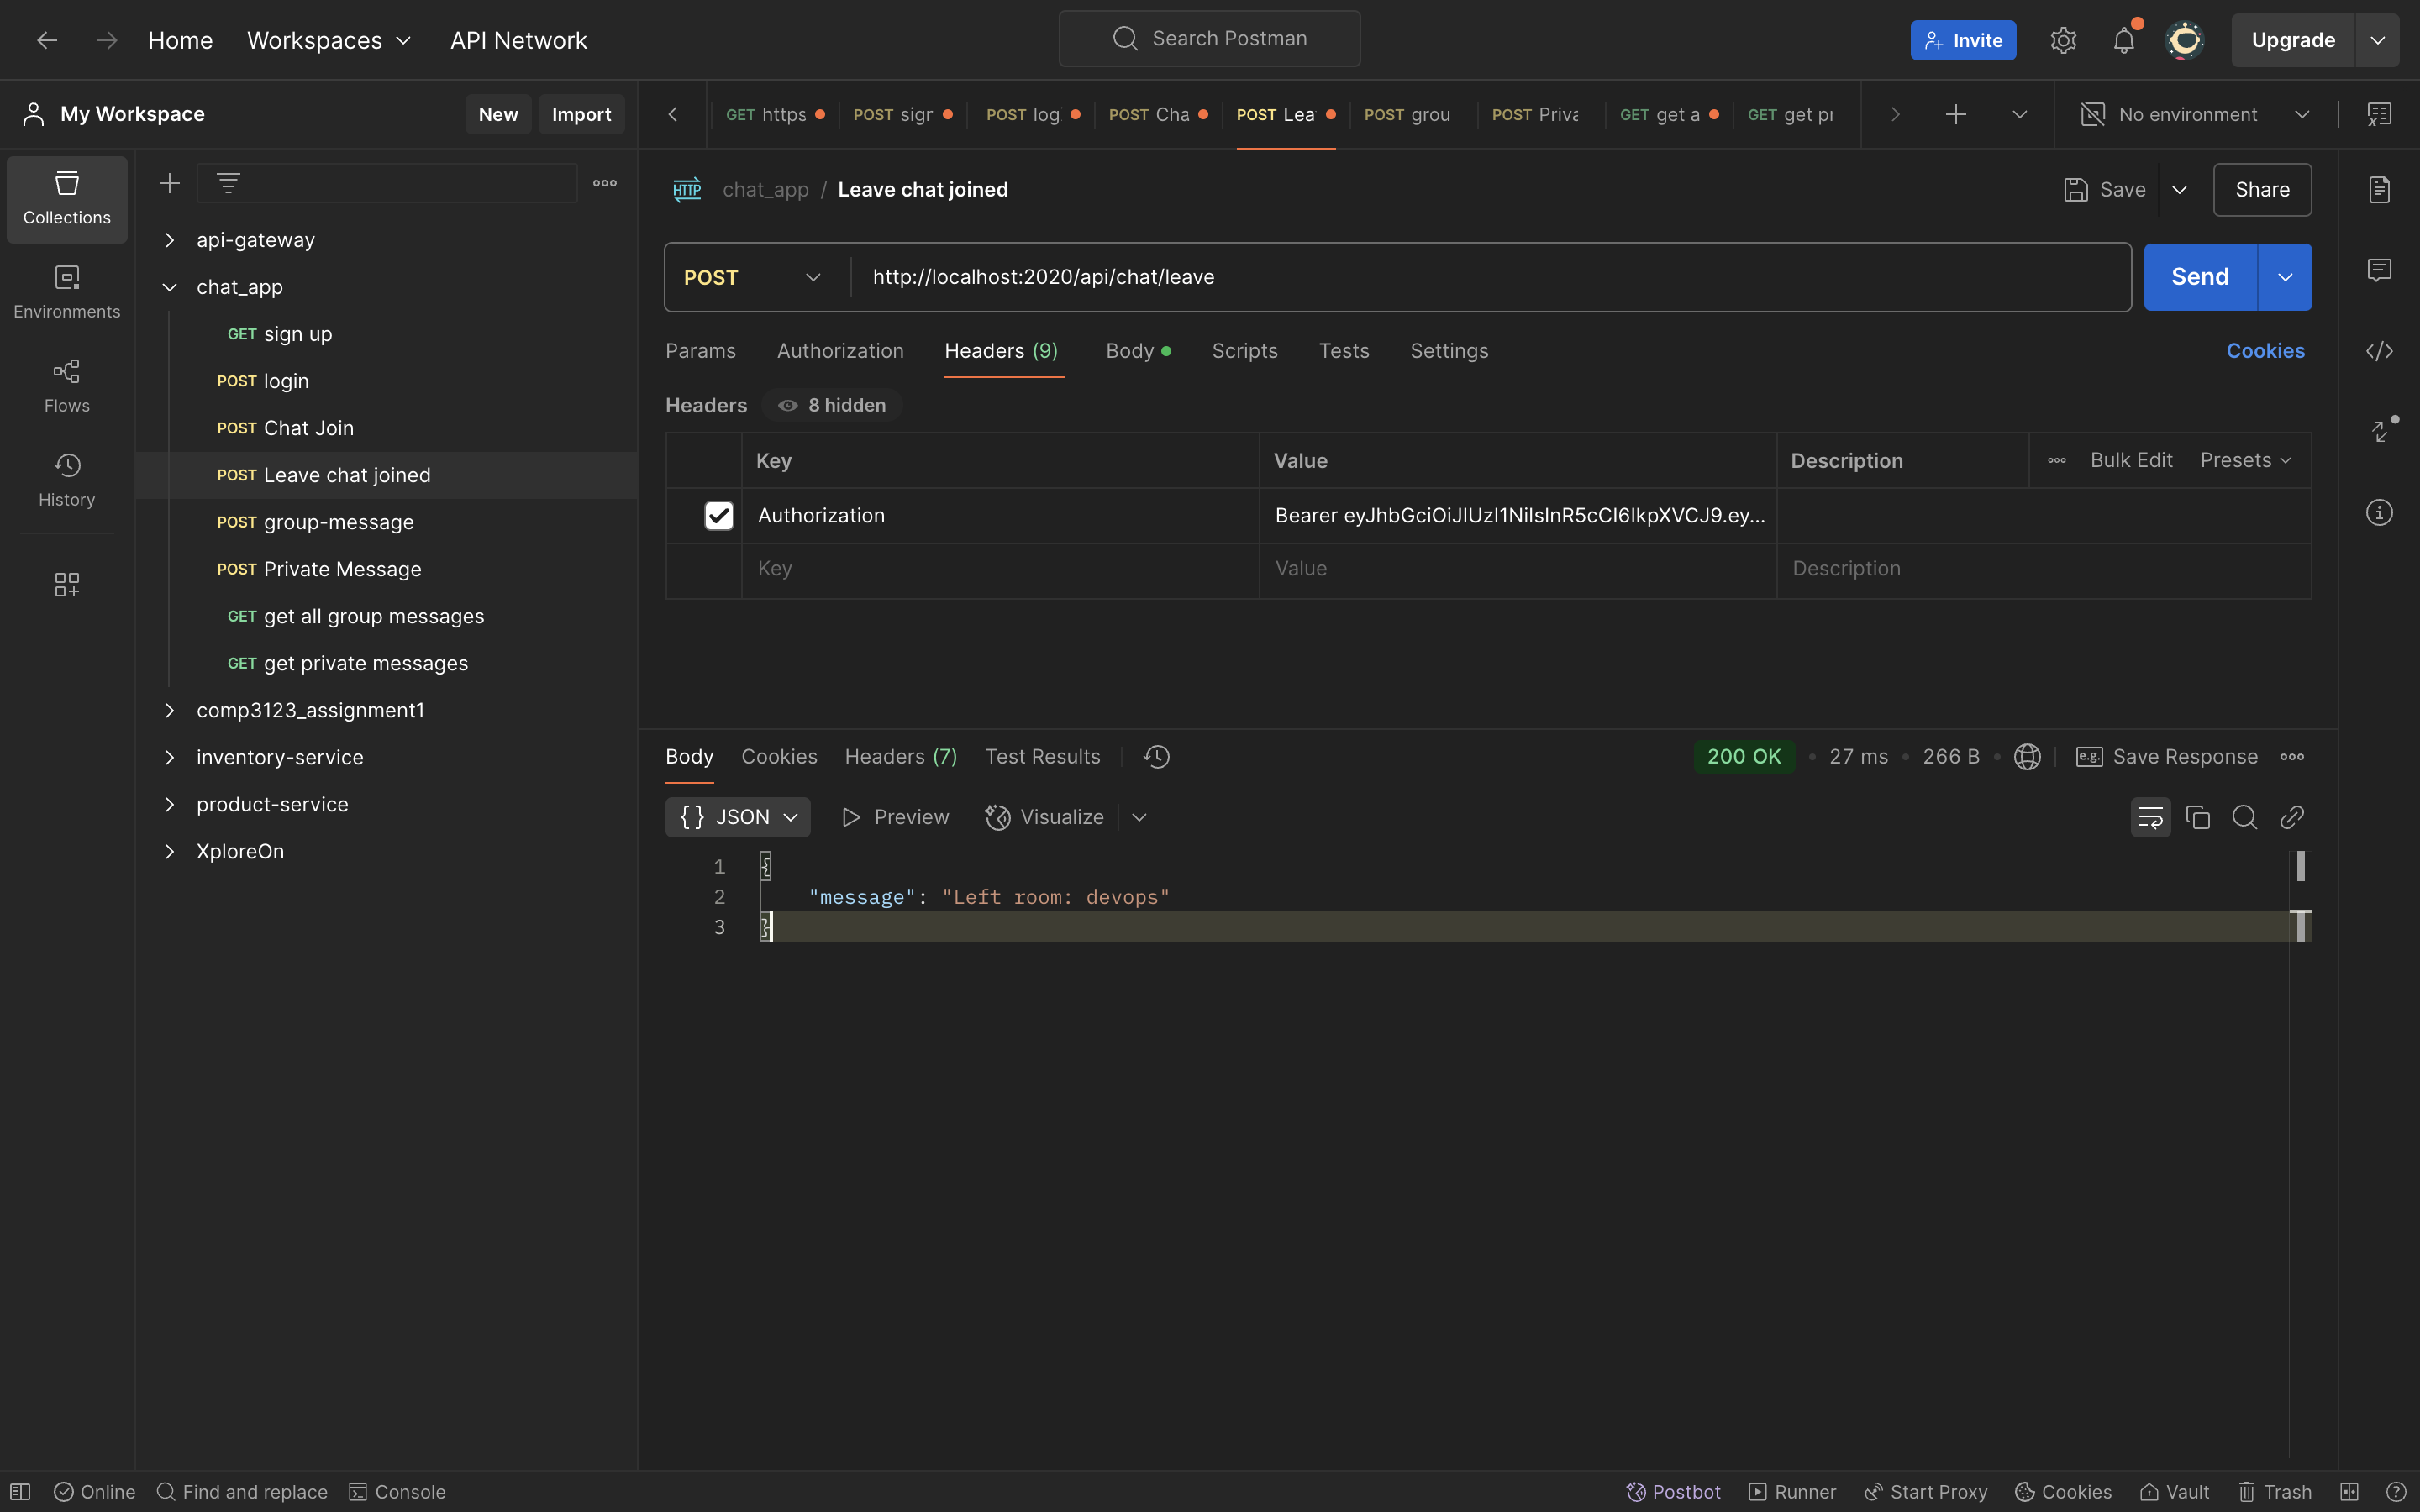 Home Workspaces API Network Search Postman Invite Upgrade
My Workspace New Import
GET https POST sigr POST log POST Cha POST Lea POST grou POST Priva GET get a GET get pr No environment
Collections
Environments
Flows
History
api-gateway
chat_app
GET sign up
POST login
POST Chat Join
POST Leave chat joined
POST group-message
POST Private Message
GET get all group messages
GET get private messages
comp3123_assignment1
inventory-service
product-service
XploreOn
HTTP chat_app / Leave chat joined Save Share
POST http://localhost:2020/api/chat/leave Send
Params Authorization Headers (9) Body Scripts Tests Settings Cookies
Headers 8 hidden
Key Value Description Bulk Edit Presets
Authorization Bearer eyJhbGciOiJIUzI1NiIsInR5cCI6IkpXVCJ9.ey...
Key Value Description
Body Cookies Headers (7) Test Results 200 OK • 27 ms • 266 B • e.g. Save Response
{} JSON Preview Visualize
1 {
2 "message": "Left room: devops"
3 }
Online Find and replace Console Postbot Runner Start Proxy Cookies Vault Trash